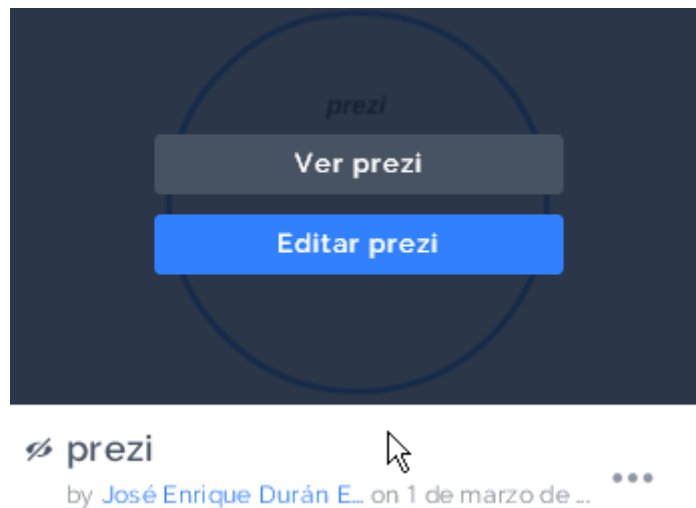 prezi
Ver prezi
Editar prezi
prezi
by José Enrique Durán E... on 1 de marzo de ...